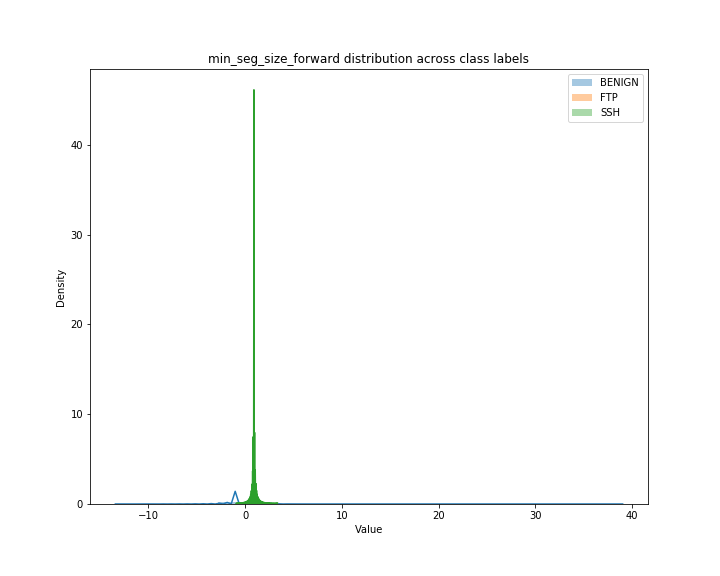 min_seg_size_forward distribution across class labels
BENIGN
FTP
SSH
40
30
20
10
0
Density
−10
0
10
20
30
40
Value